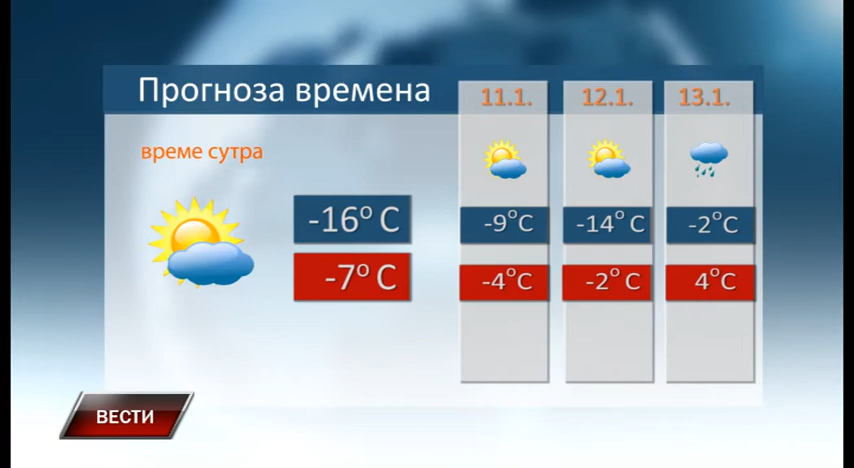 Прогноза времена
време сутра
-16° C
-7° C
11.1.
-9°C
-4°C
12.1.
-14°C
-2°C
13.1.
-2°C
4°C
ВЕСТИ